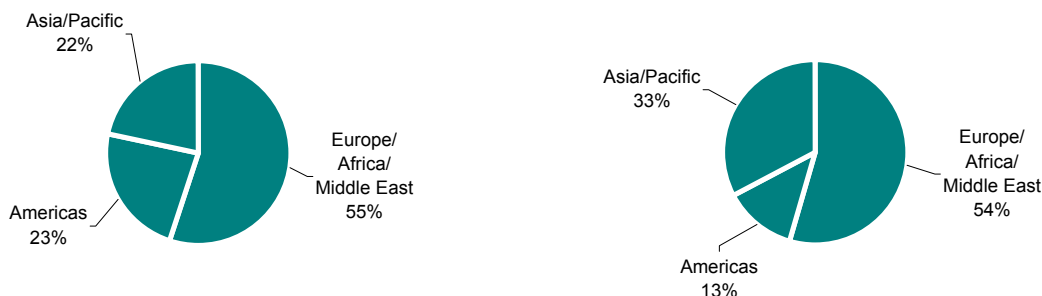 Asia/Pacific
22%
Europe/
Africa/
Middle East
55%
Americas
23%
Asia/Pacific
33%
Europe/
Africa/
Middle East
54%
Americas
13%